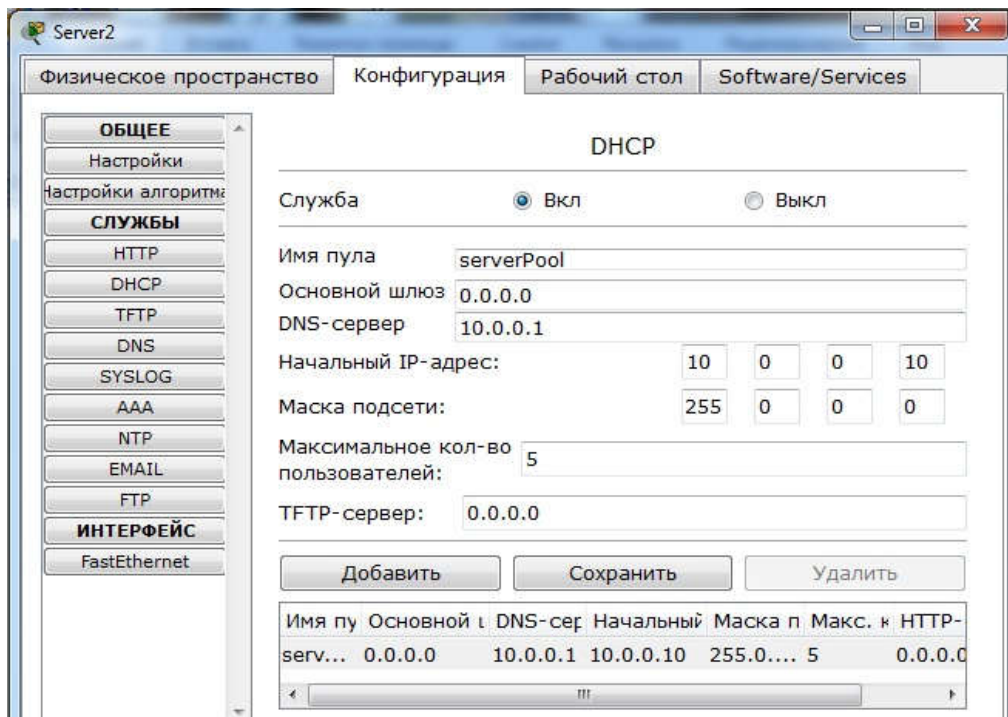 Server2
Физическое пространство Конфигурация Рабочий стол Software/Services
ОБЩЕЕ
Настройки
Настройки алгоритма
СЛУЖБЫ
HTTP
DHCP
TFTP
DNS
SYSLOG
AAA
NTP
EMAIL
FTP
ИНТЕРФЕЙС
FastEthernet
DHCP
Служба Вкл Выкл
Имя пула serverPool
Основной шлюз 0.0.0.0
DNS-сервер 10.0.0.1
Начальный IP-адрес: 10 0 0 10
Маска подсети: 255 0 0 0
Максимальное кол-во
пользователей: 5
TFTP-сервер: 0.0.0.0
Добавить Сохранить Удалить
Имя пу Основной ш DNS-сер Начальный Маска п Макс. к HTTP-
serv... 0.0.0.0 10.0.0.1 10.0.0.10 255.0.... 5 0.0.0.0